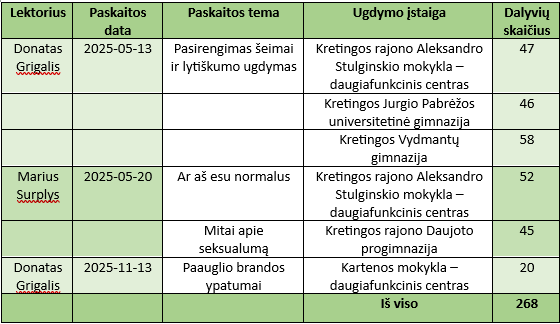 Lektorius Paskaitos data Paskaitos tema Ugdymo įstaiga Dalyvių skaičius
Donatas Grigalis 2025-05-13 Pasirengimas šeimai ir lytiškumo ugdymas Kretingos rajono Aleksandro Stulginskio mokykla – daugiafunkcinis centras 47
Kretingos Jurgio Pabrėžos universitetinė gimnazija 46
Kretingos Vydmantų gimnazija 58
Marius Surplys 2025-05-20 Ar aš esu normalus Kretingos rajono Aleksandro Stulginskio mokykla – daugiafunkcinis centras 52
Mitai apie seksualumą Kretingos rajono Daujoto progimnazija 45
Donatas Grigalis 2025-11-13 Paauglio brandos ypatumai Kartenos mokykla – daugiafunkcinis centras 20
Iš viso 268